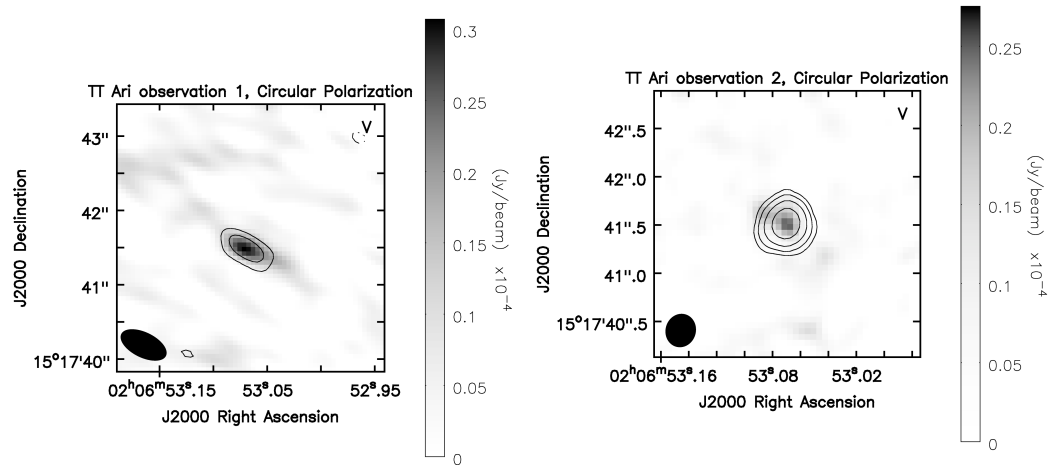 TT Ari observation 1, Circular Polarization
V
43"
42"
41"
15°17'40"
J2000 Declination
02ʰ06ᵐ53ˢ.15
53ˢ.05
52ˢ.95
J2000 Right Ascension
0.3
0.25
0.2
0.15
0.1
0.05
0
(Jy/beam) x10⁻⁴
TT Ari observation 2, Circular Polarization
V
42".5
42".0
41".5
41".0
15°17'40".5
J2000 Declination
02ʰ06ᵐ53ˢ.16
53ˢ.08
53ˢ.02
J2000 Right Ascension
0.25
0.2
0.15
0.1
0.05
0
(Jy/beam) x10⁻⁴